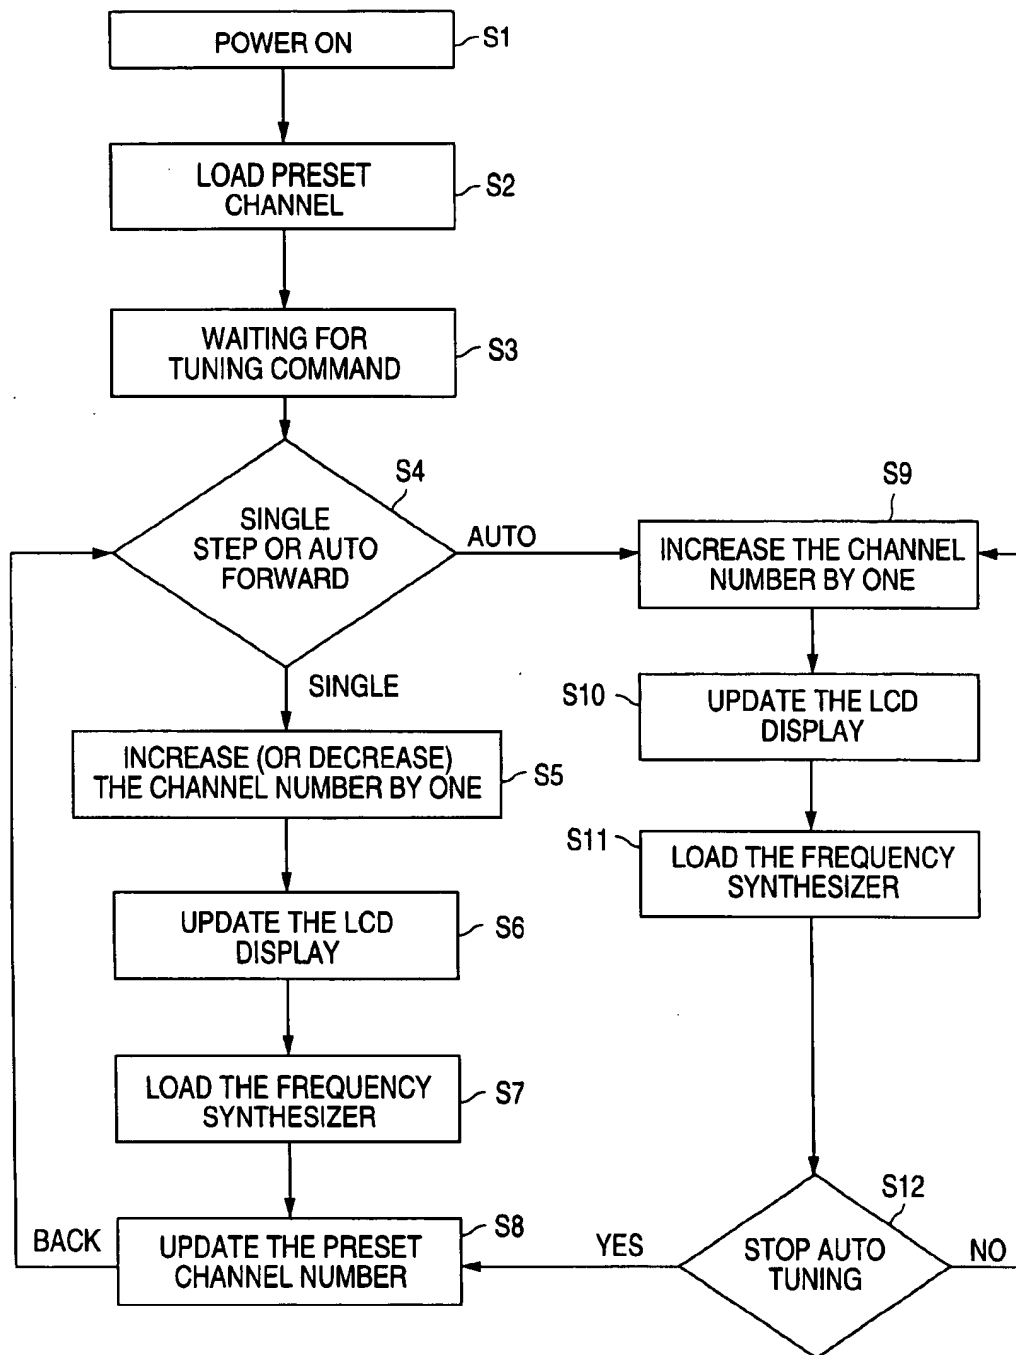 POWER ON
S1
LOAD PRESET
CHANNEL
S2
WAITING FOR
TUNING COMMAND
S3
SINGLE
STEP OR AUTO
FORWARD
S4
AUTO
SINGLE
INCREASE (OR DECREASE)
THE CHANNEL NUMBER BY ONE
S5
UPDATE THE LCD
DISPLAY
S6
LOAD THE FREQUENCY
SYNTHESIZER
S7
UPDATE THE PRESET
CHANNEL NUMBER
S8
BACK
S9
INCREASE THE CHANNEL
NUMBER BY ONE
S10
UPDATE THE LCD
DISPLAY
S11
LOAD THE FREQUENCY
SYNTHESIZER
S12
STOP AUTO
TUNING
YES
NO